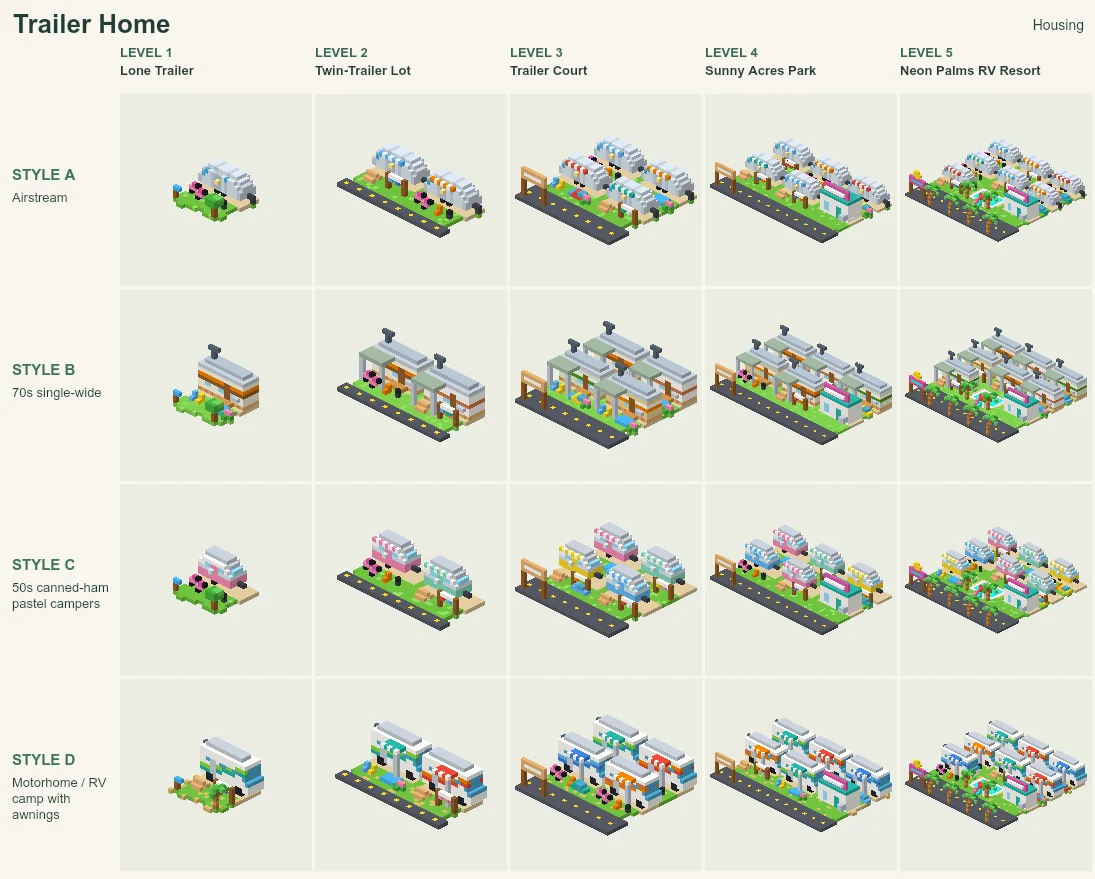 Trailer Home
Housing
LEVEL 1
Lone Trailer
LEVEL 2
Twin-Trailer Lot
LEVEL 3
Trailer Court
LEVEL 4
Sunny Acres Park
LEVEL 5
Neon Palms RV Resort
STYLE A
Airstream
STYLE B
70s single-wide
STYLE C
50s canned-ham
pastel campers
STYLE D
Motorhome / RV
camp with
awnings